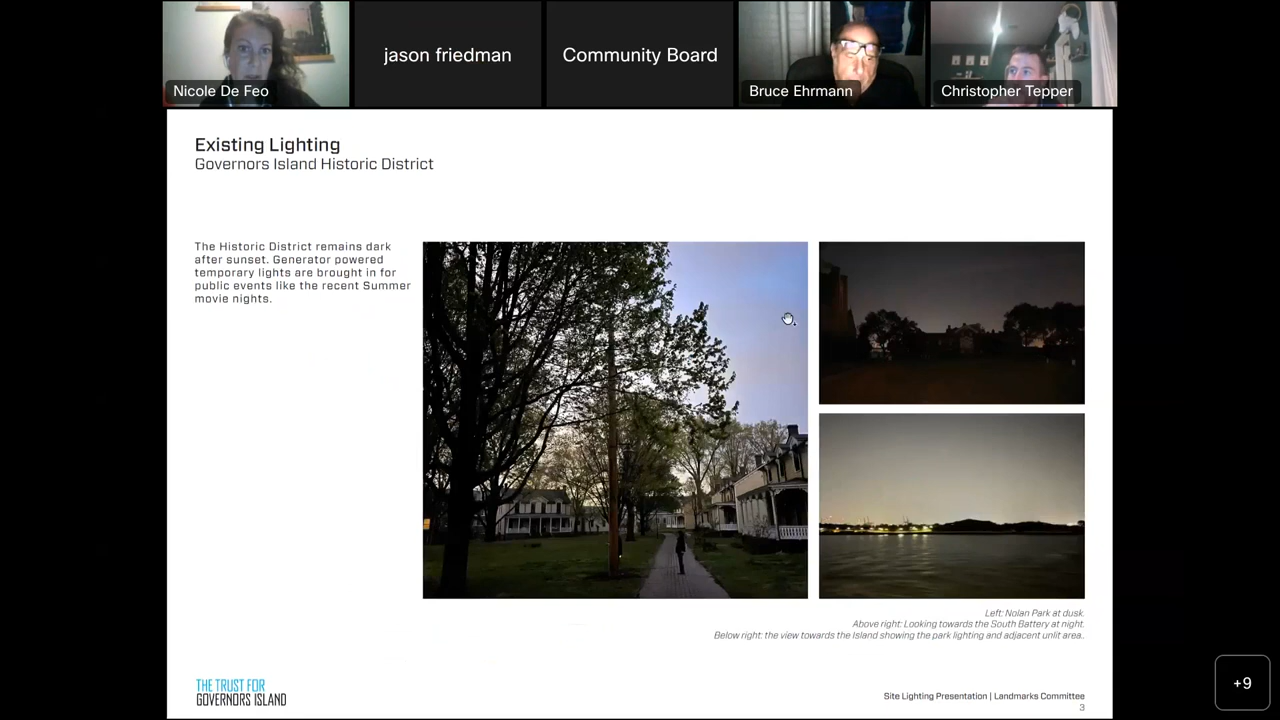 Nicole De Feo
jason friedman
Community Board
Bruce Ehrmann
Christopher Tepper
Existing Lighting
Governors Island Historic District
The Historic District remains dark
after sunset. Generator powered
temporary lights are brought in for
public events like the recent Summer
movie nights.
Left: Nolan Park at dusk.
Above right: Looking towards the South Battery at night.
Below right: the view towards the Island showing the park lighting and adjacent unlit area..
THE TRUST FOR
GOVERNORS ISLAND
Site Lighting Presentation | Landmarks Committee
3
+9